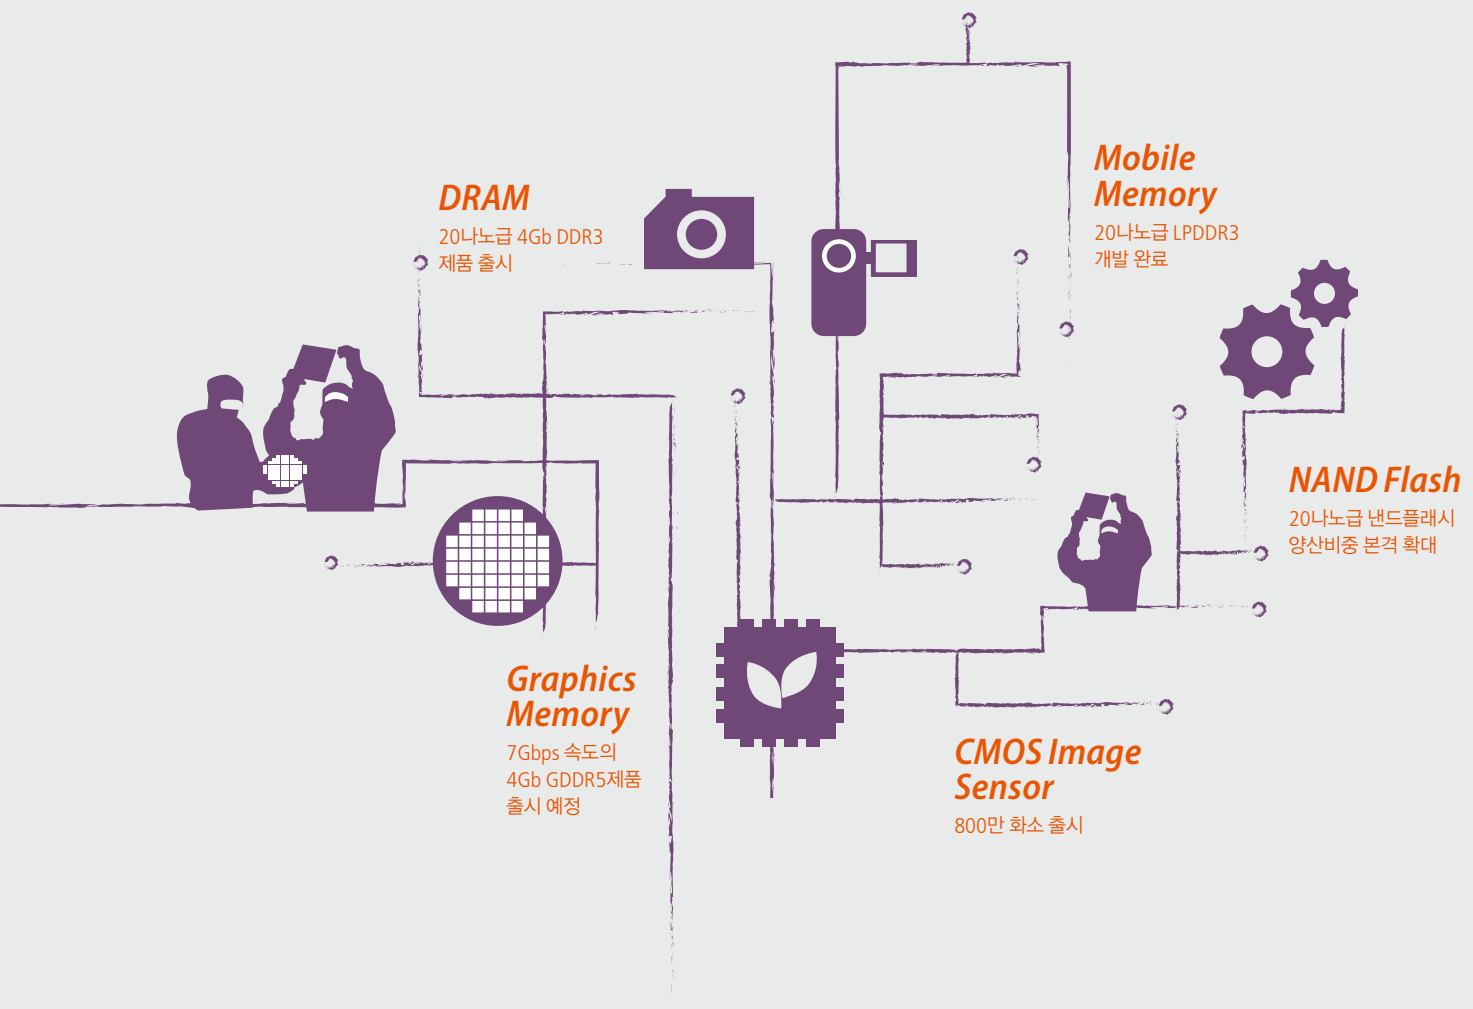 DRAM
20나노급 4Gb DDR3
제품 출시
Mobile
Memory
20나노급 LPDDR3
개발 완료
NAND Flash
20나노급 낸드플래시
양산비중 본격 확대
Graphics
Memory
7Gbps 속도의
4Gb GDDR5제품
출시 예정
CMOS Image
Sensor
800만 화소 출시